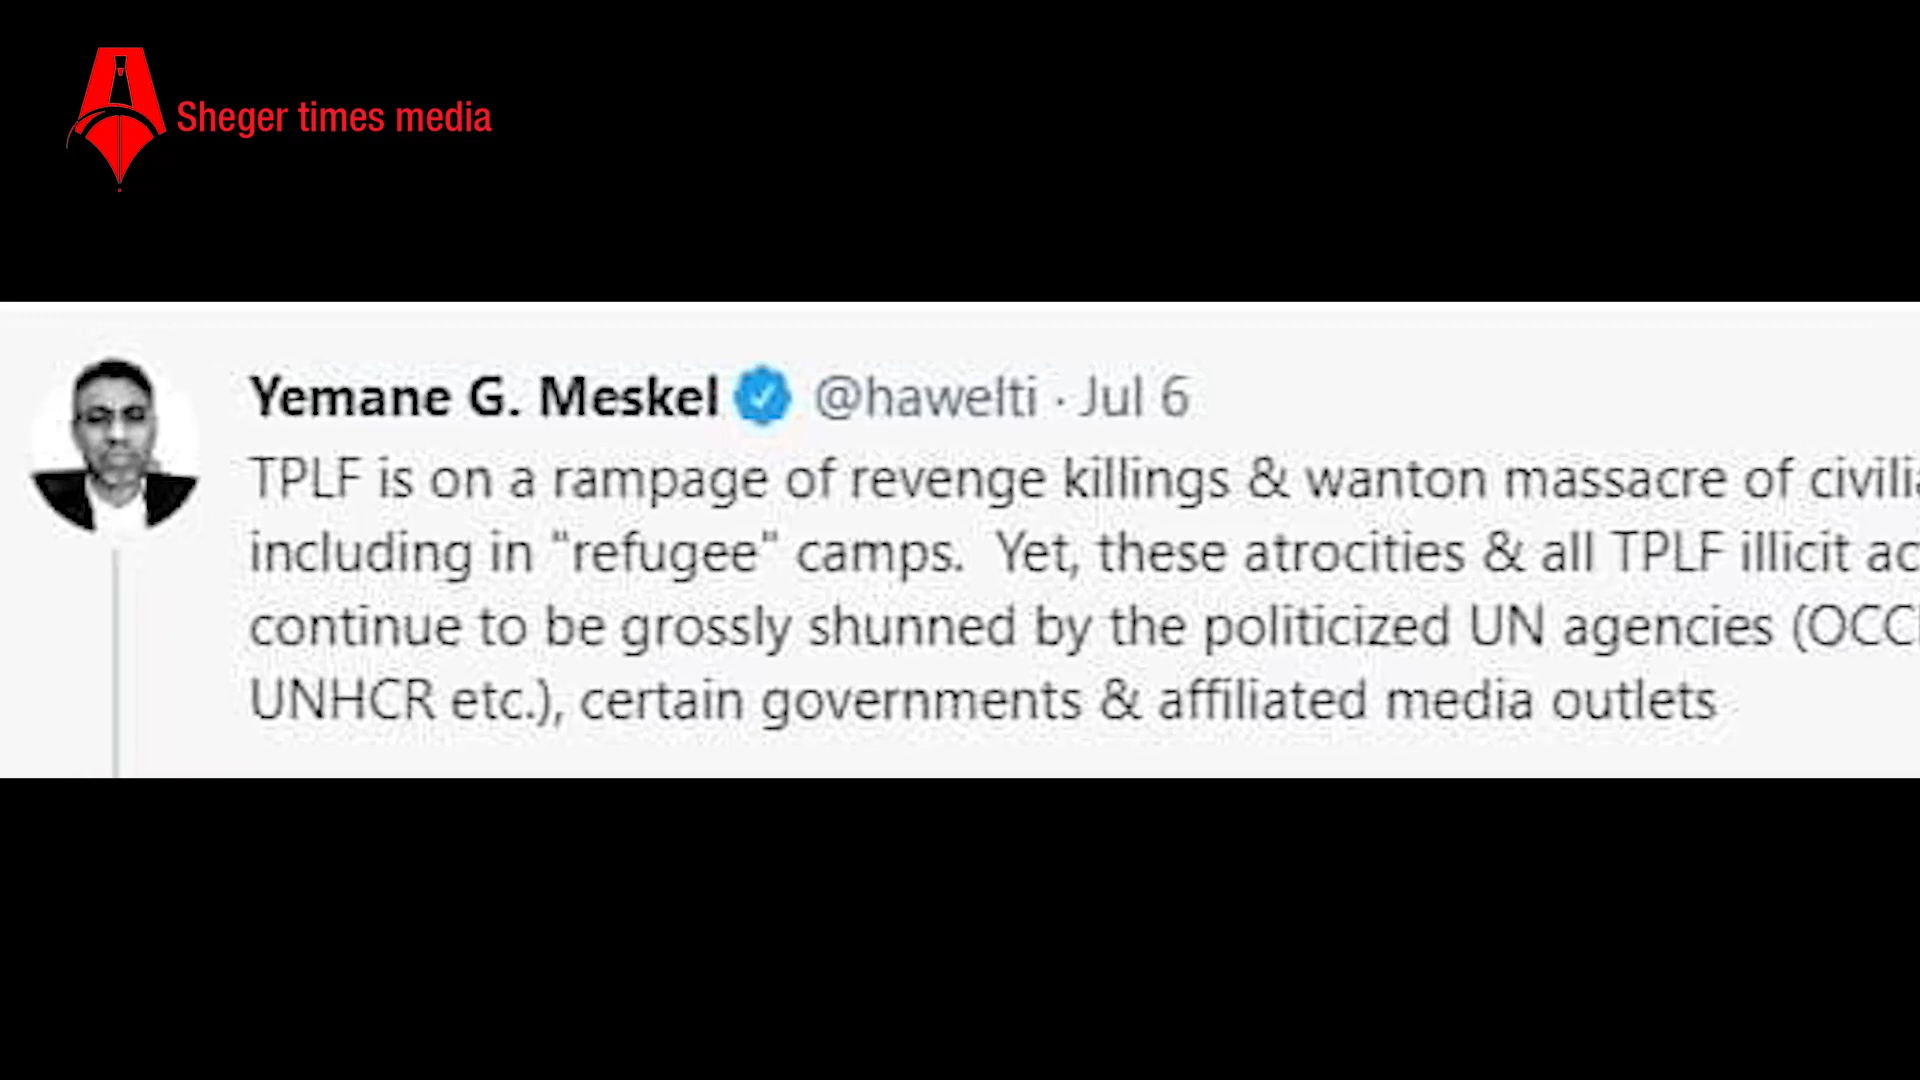 Sheger times media
Yemane G. Meskel @hawelti · Jul 6
TPLF is on a rampage of revenge killings & wanton massacre of
including in "refugee" camps. Yet, these atrocities & all TPLF illicit
continue to be grossly shunned by the politicized UN agencies
UNHCR etc.), certain governments & affiliated media outlets